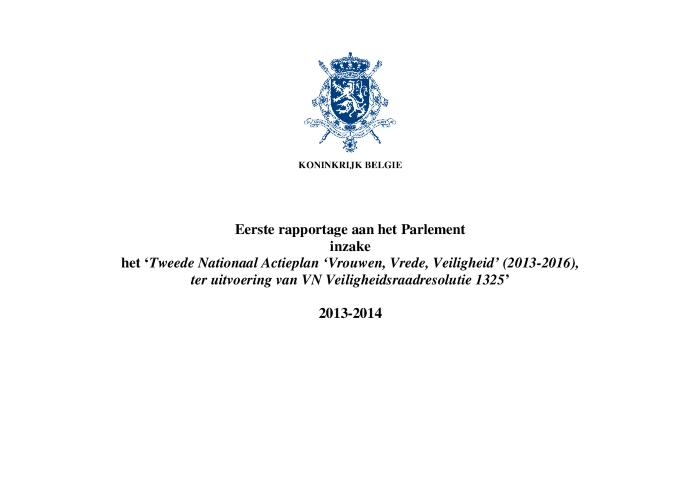 KONINKRIJK BELGIE
Eerste rapportage aan het Parlement
inzake
het ‘Tweede Nationaal Actieplan ‘Vrouwen, Vrede, Veiligheid’ (2013-2016),
ter uitvoering van VN Veiligheidsraadresolutie 1325’
2013-2014